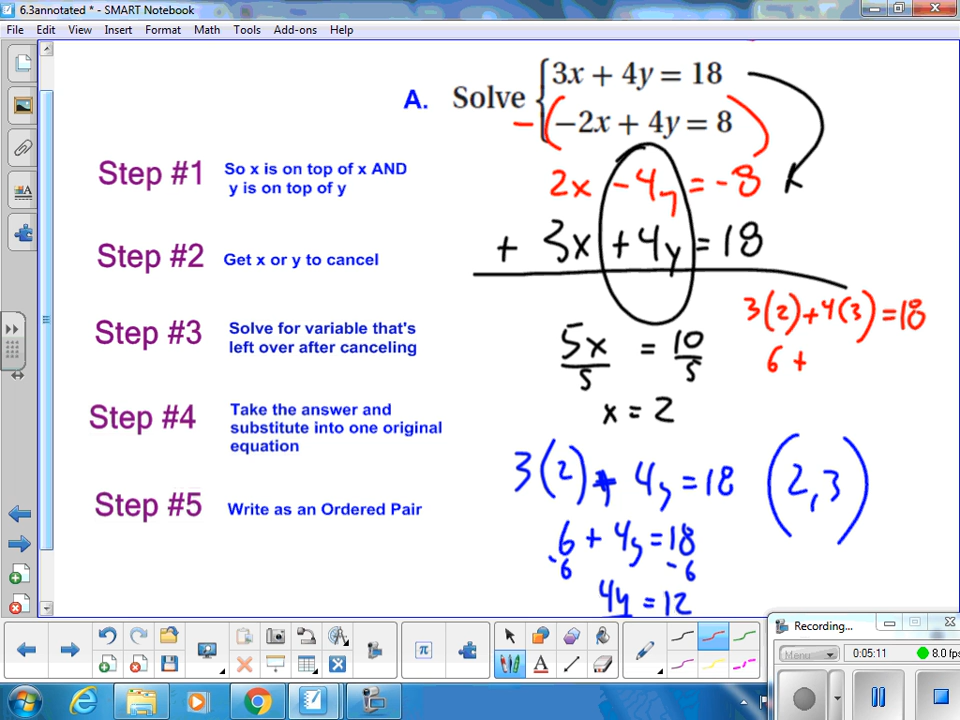 6.3annotated * - SMART Notebook
File Edit View Insert Format Math Tools Add-ons Help
A. Solve
3x + 4y = 18
-(−2x + 4y = 8)
2x - 4y = -8
+ 3x + 4y = 18
5x = 10
5 5
x = 2
3(2) + 4(3) = 18
6 +
3(2) + 4y = 18
(2,3)
6 + 4y = 18
-6 -6
4y = 12
Step #1
So x is on top of x AND
y is on top of y
Step #2
Get x or y to cancel
Step #3
Solve for variable that's
left over after canceling
Step #4
Take the answer and
substitute into one original
equation
Step #5
Write as an Ordered Pair
Recording...
Menu
0:05:11
8.0 fps